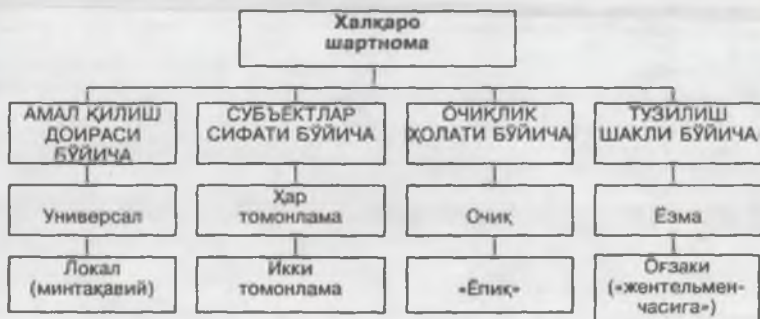 Халқаро
шартнома
АМАЛ ҚИЛИШ
ДОИРАСИ
БЎЙИЧА
СУБЪЕКТЛАР
СИФАТИ БЎЙИЧА
ОЧИҚЛИК
ҲОЛАТИ БЎЙИЧА
ТУЗИЛИШ
ШАКЛИ БЎЙИЧА
Универсал
Ҳар
томонлама
Очиқ
Ёзма
Локал
(минтақавий)
Икки
томонлама
«Ёпиқ»
Оғзаки
(«жентельмен-
часига»)